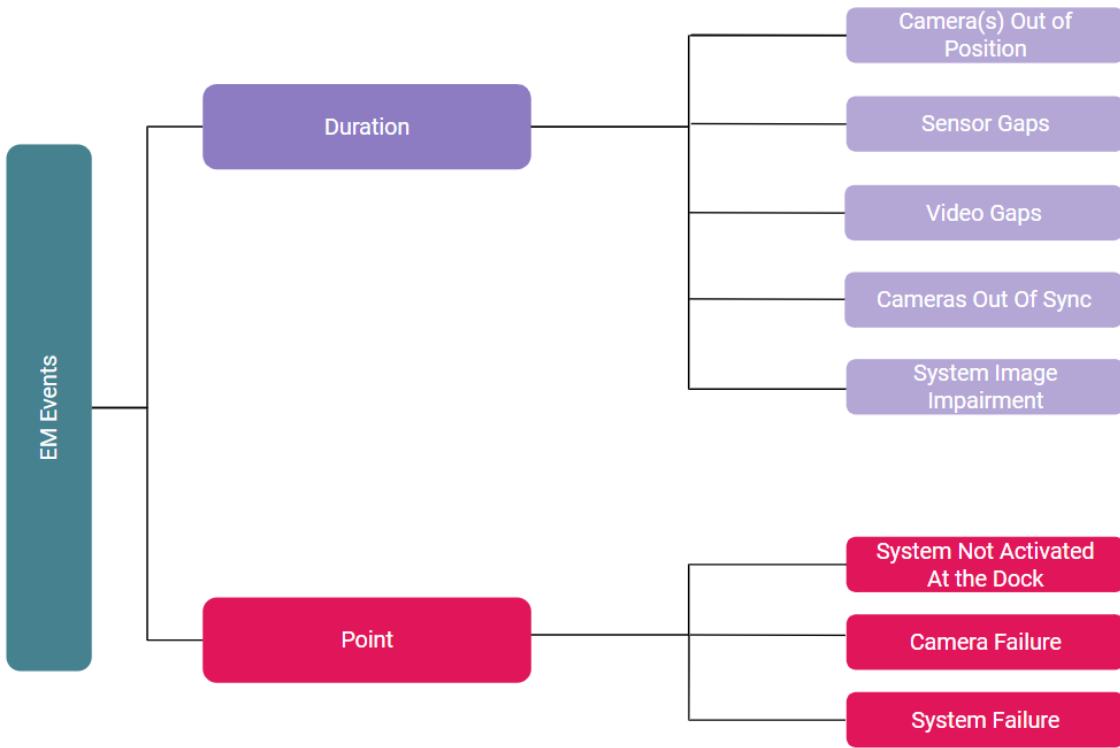 EM Events
Duration
Camera(s) Out of
Position
Sensor Gaps
Video Gaps
Cameras Out Of Sync
System Image
Impairment
Point
System Not Activated
At the Dock
Camera Failure
System Failure